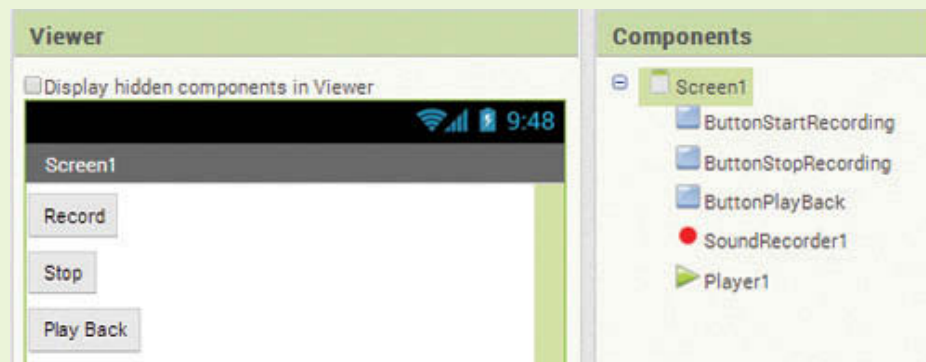 Viewer
Display hidden components in Viewer
9:48
Screen1
Record
Stop
Play Back
Components
Screen1
ButtonStartRecording
ButtonStopRecording
ButtonPlayBack
SoundRecorder1
Player1